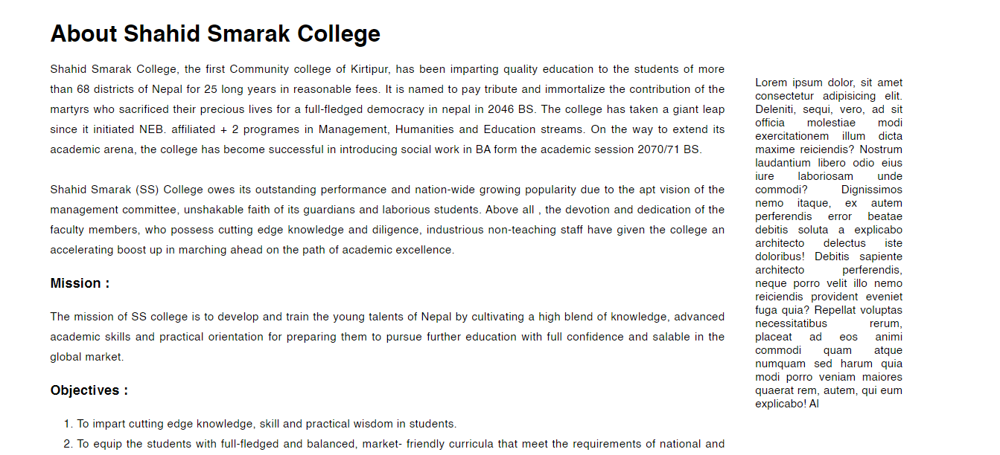 About Shahid Smarak College
Shahid Smarak College, the first Community college of Kirtipur, has been imparting quality education to the students of more
than 68 districts of Nepal for 25 long years in reasonable fees. It is named to pay tribute and immortalize the contribution of the
martyrs who sacrificed their precious lives for a full-fledged democracy in nepal in 2046 BS. The college has taken a giant leap
since it initiated NEB. affiliated + 2 programes in Management, Humanities and Education streams. On the way to extend its
academic arena, the college has become successful in introducing social work in BA form the academic session 2070/71 BS.
Shahid Smarak (SS) College owes its outstanding performance and nation-wide growing popularity due to the apt vision of the
management committee, unshakable faith of its guardians and laborious students. Above all , the devotion and dedication of the
faculty members, who possess cutting edge knowledge and diligence, industrious non-teaching staff have given the college an
accelerating boost up in marching ahead on the path of academic excellence.
Mission :
The mission of SS college is to develop and train the young talents of Nepal by cultivating a high blend of knowledge, advanced
academic skills and practical orientation for preparing them to pursue further education with full confidence and salable in the
global market.
Objectives :
1. To impart cutting edge knowledge, skill and practical wisdom in students.
2. To equip the students with full-fledged and balanced, market- friendly curricula that meet the requirements of national and
Lorem ipsum dolor, sit amet
consectetur adipisicing elit.
Deleniti, sequi, vero, ad sit
officia molestiae modi
exercitationem illum dicta
maxime reiciendis? Nostrum
laudantium libero odio eius
iure laboriosam unde
commodi? Dignissimos
nemo itaque, ex autem
perferendis error beatae
debitis soluta a explicabo
architecto delectus iste
doloribus! Debitis sapiente
architecto perferendis,
neque porro velit illo nemo
reiciendis provident eveniet
fuga quia? Repellat voluptas
necessitatibus rerum,
placeat ad eos animi
commodi quam atque
numquam sed harum quia
modi porro veniam maiores
quaerat rem, autem, qui eum
explicabo! Al